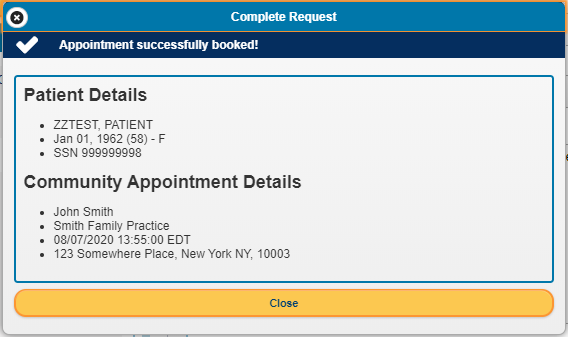 Complete Request
Appointment successfully booked!
Patient Details
ZZTEST, PATIENT
Jan 01, 1962 (58) - F
SSN 999999998
Community Appointment Details
John Smith
Smith Family Practice
08/07/2020 13:55:00 EDT
123 Somewhere Place, New York NY, 10003
Close